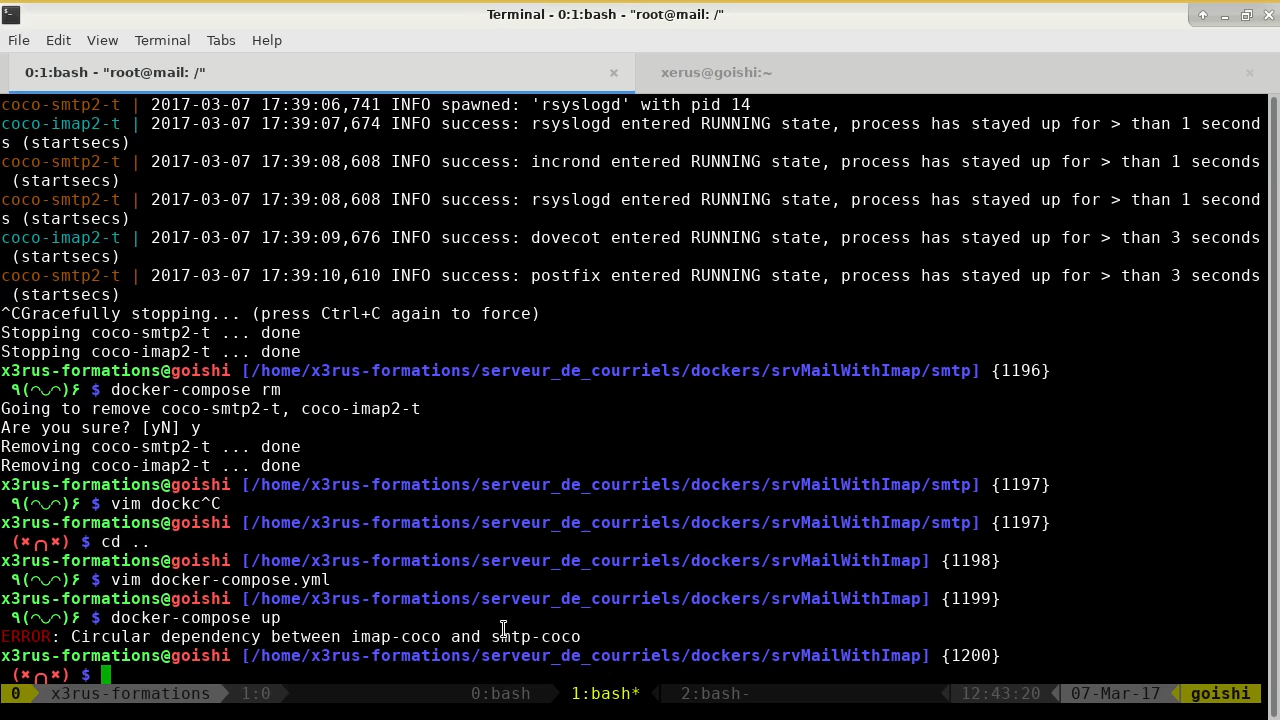 Terminal - 0:1:bash - "root@mail: /"
File Edit View Terminal Tabs Help
0:1:bash - "root@mail: /" × xerus@goishi:~ ×
coco-smtp2-t | 2017-03-07 17:39:06,741 INFO spawned: 'rsyslogd' with pid 14
coco-imap2-t | 2017-03-07 17:39:07,674 INFO success: rsyslogd entered RUNNING state, process has stayed up for > than 1 second
s (startsecs)
coco-smtp2-t | 2017-03-07 17:39:08,608 INFO success: incrond entered RUNNING state, process has stayed up for > than 1 seconds
 (startsecs)
coco-smtp2-t | 2017-03-07 17:39:08,608 INFO success: rsyslogd entered RUNNING state, process has stayed up for > than 1 second
s (startsecs)
coco-imap2-t | 2017-03-07 17:39:09,676 INFO success: dovecot entered RUNNING state, process has stayed up for > than 3 seconds
 (startsecs)
coco-smtp2-t | 2017-03-07 17:39:10,610 INFO success: postfix entered RUNNING state, process has stayed up for > than 3 seconds
 (startsecs)
^CGracefully stopping... (press Ctrl+C again to force)
Stopping coco-smtp2-t ... done
Stopping coco-imap2-t ... done
x3rus-formations@goishi [/home/x3rus-formations/serveur_de_courriels/dockers/srvMailWithImap/smtp] {1196}
 ٩(◠◡◠)۶ $ docker-compose rm
Going to remove coco-smtp2-t, coco-imap2-t
Are you sure? [yN] y
Removing coco-smtp2-t ... done
Removing coco-imap2-t ... done
x3rus-formations@goishi [/home/x3rus-formations/serveur_de_courriels/dockers/srvMailWithImap/smtp] {1197}
 ٩(◠◡◠)۶ $ vim dockc^C
x3rus-formations@goishi [/home/x3rus-formations/serveur_de_courriels/dockers/srvMailWithImap/smtp] {1197}
 (✖╭╮✖) $ cd ..
x3rus-formations@goishi [/home/x3rus-formations/serveur_de_courriels/dockers/srvMailWithImap] {1198}
 ٩(◠◡◠)۶ $ vim docker-compose.yml
x3rus-formations@goishi [/home/x3rus-formations/serveur_de_courriels/dockers/srvMailWithImap] {1199}
 ٩(◠◡◠)۶ $ docker-compose up
ERROR: Circular dependency between imap-coco and smtp-coco
x3rus-formations@goishi [/home/x3rus-formations/serveur_de_courriels/dockers/srvMailWithImap] {1200}
 (✖╭╮✖) $
0 x3rus-formations 1:0 0:bash 1:bash* 2:bash- 12:43:20 07-Mar-17 goishi